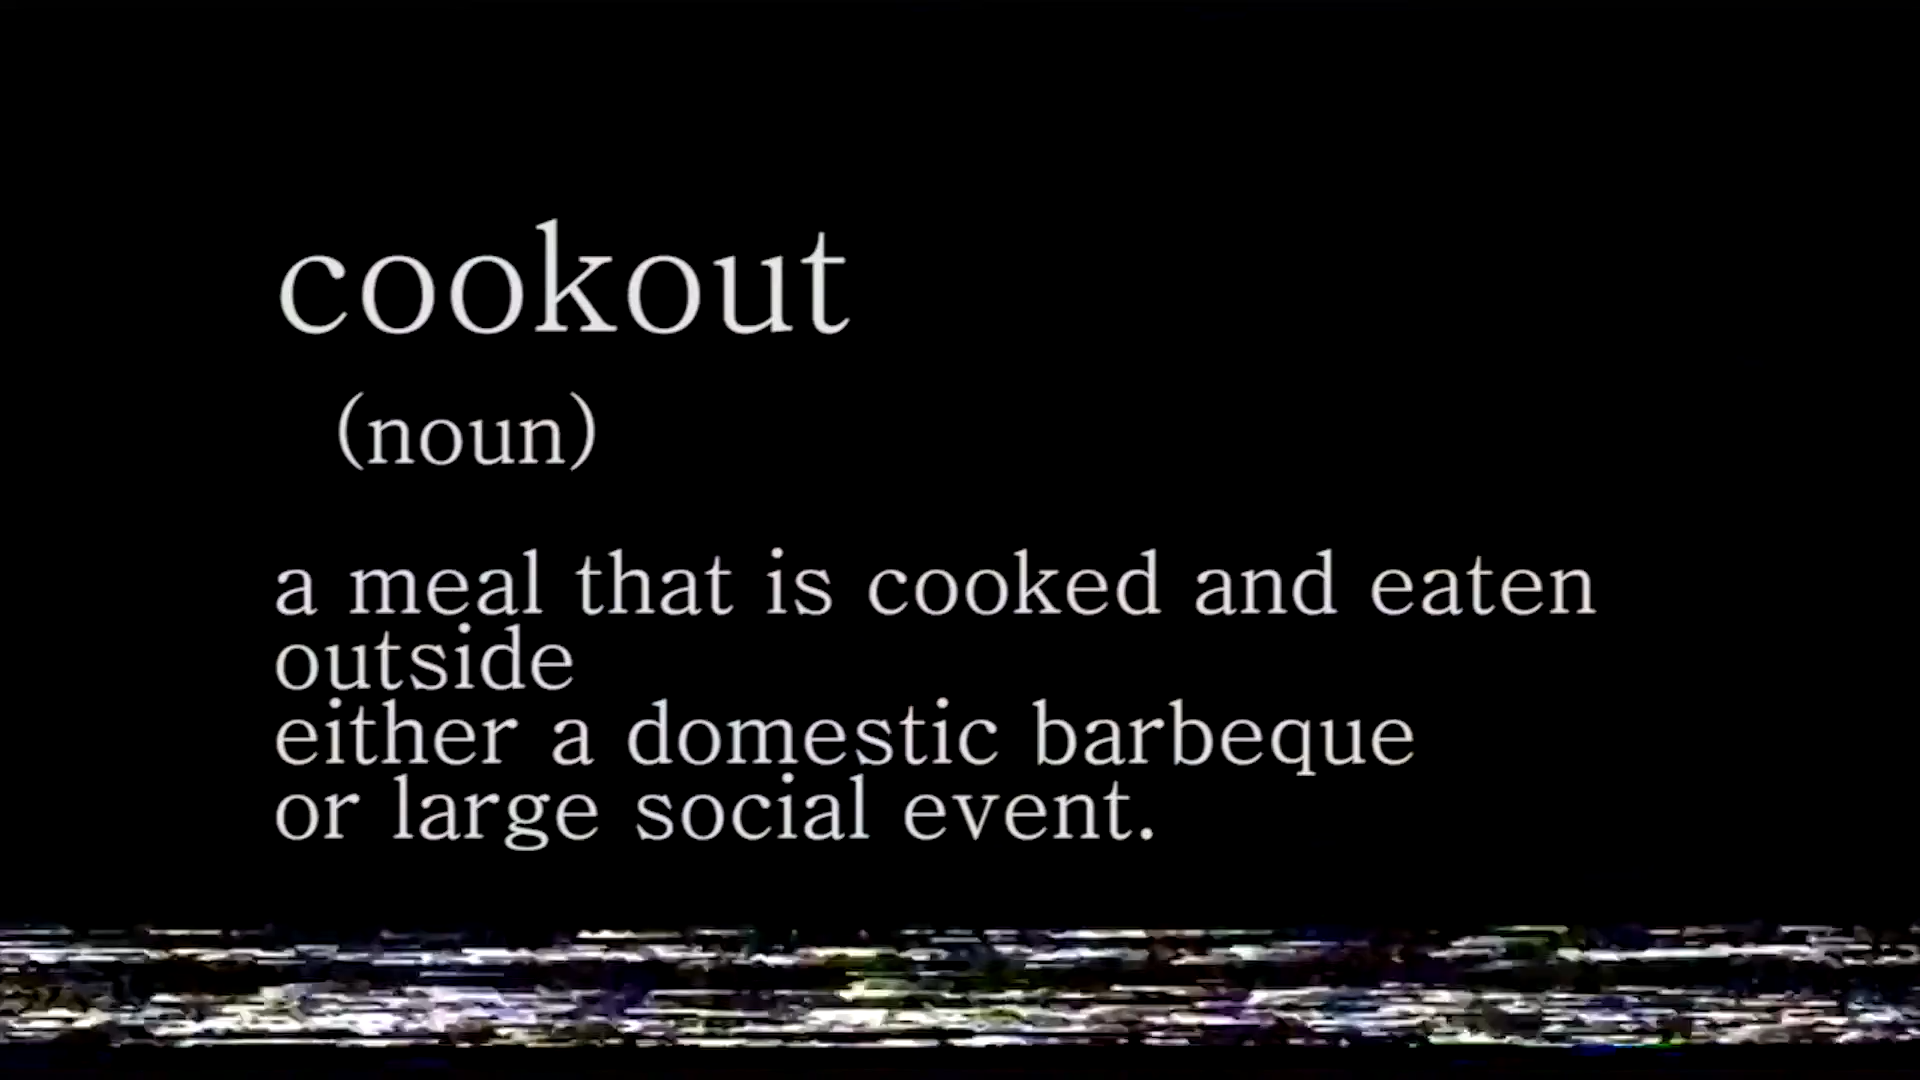 cookout
(noun)
a meal that is cooked and eaten
outside
either a domestic barbeque
or large social event.